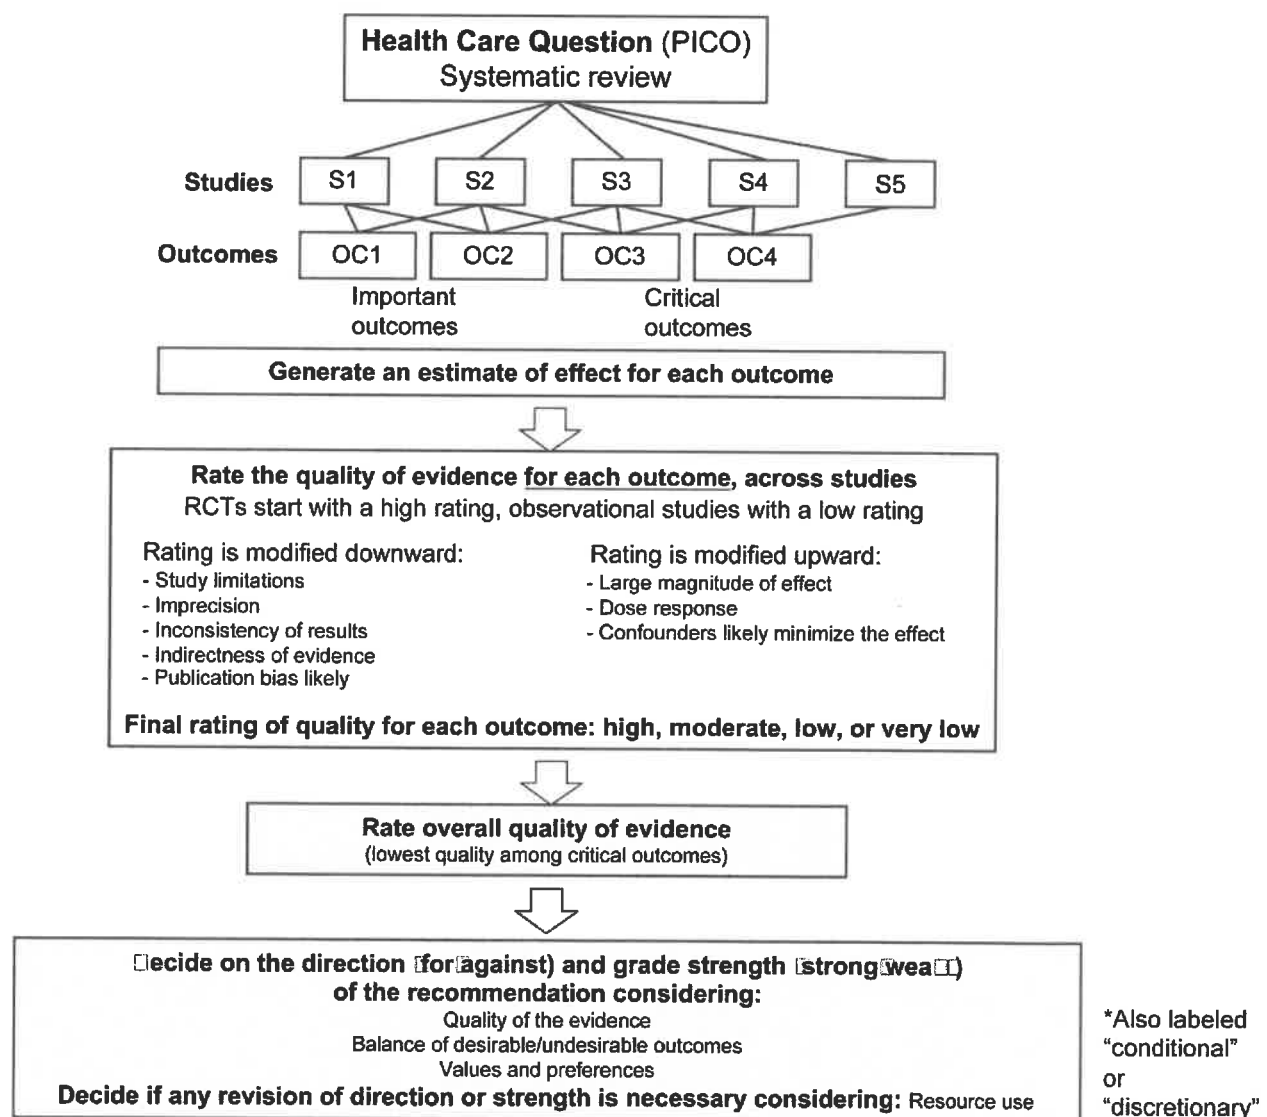 Health Care Question (PICO)
Systematic review
Studies
S1
S2
S3
S4
S5
Outcomes
OC1
OC2
OC3
OC4
Important
outcomes
Critical
outcomes
Generate an estimate of effect for each outcome
Rate the quality of evidence for each outcome, across studies
RCTs start with a high rating, observational studies with a low rating
Rating is modified downward:
- Study limitations
- Imprecision
- Inconsistency of results
- Indirectness of evidence
- Publication bias likely
Rating is modified upward:
- Large magnitude of effect
- Dose response
- Confounders likely minimize the effect
Final rating of quality for each outcome: high, moderate, low, or very low
Rate overall quality of evidence
(lowest quality among critical outcomes)
□ecide on the direction □for□against) and grade strength □strong□wea□□)
of the recommendation considering:
Quality of the evidence
Balance of desirable/undesirable outcomes
Values and preferences
Decide if any revision of direction or strength is necessary considering: Resource use
*Also labeled
“conditional”
or
“discretionary”